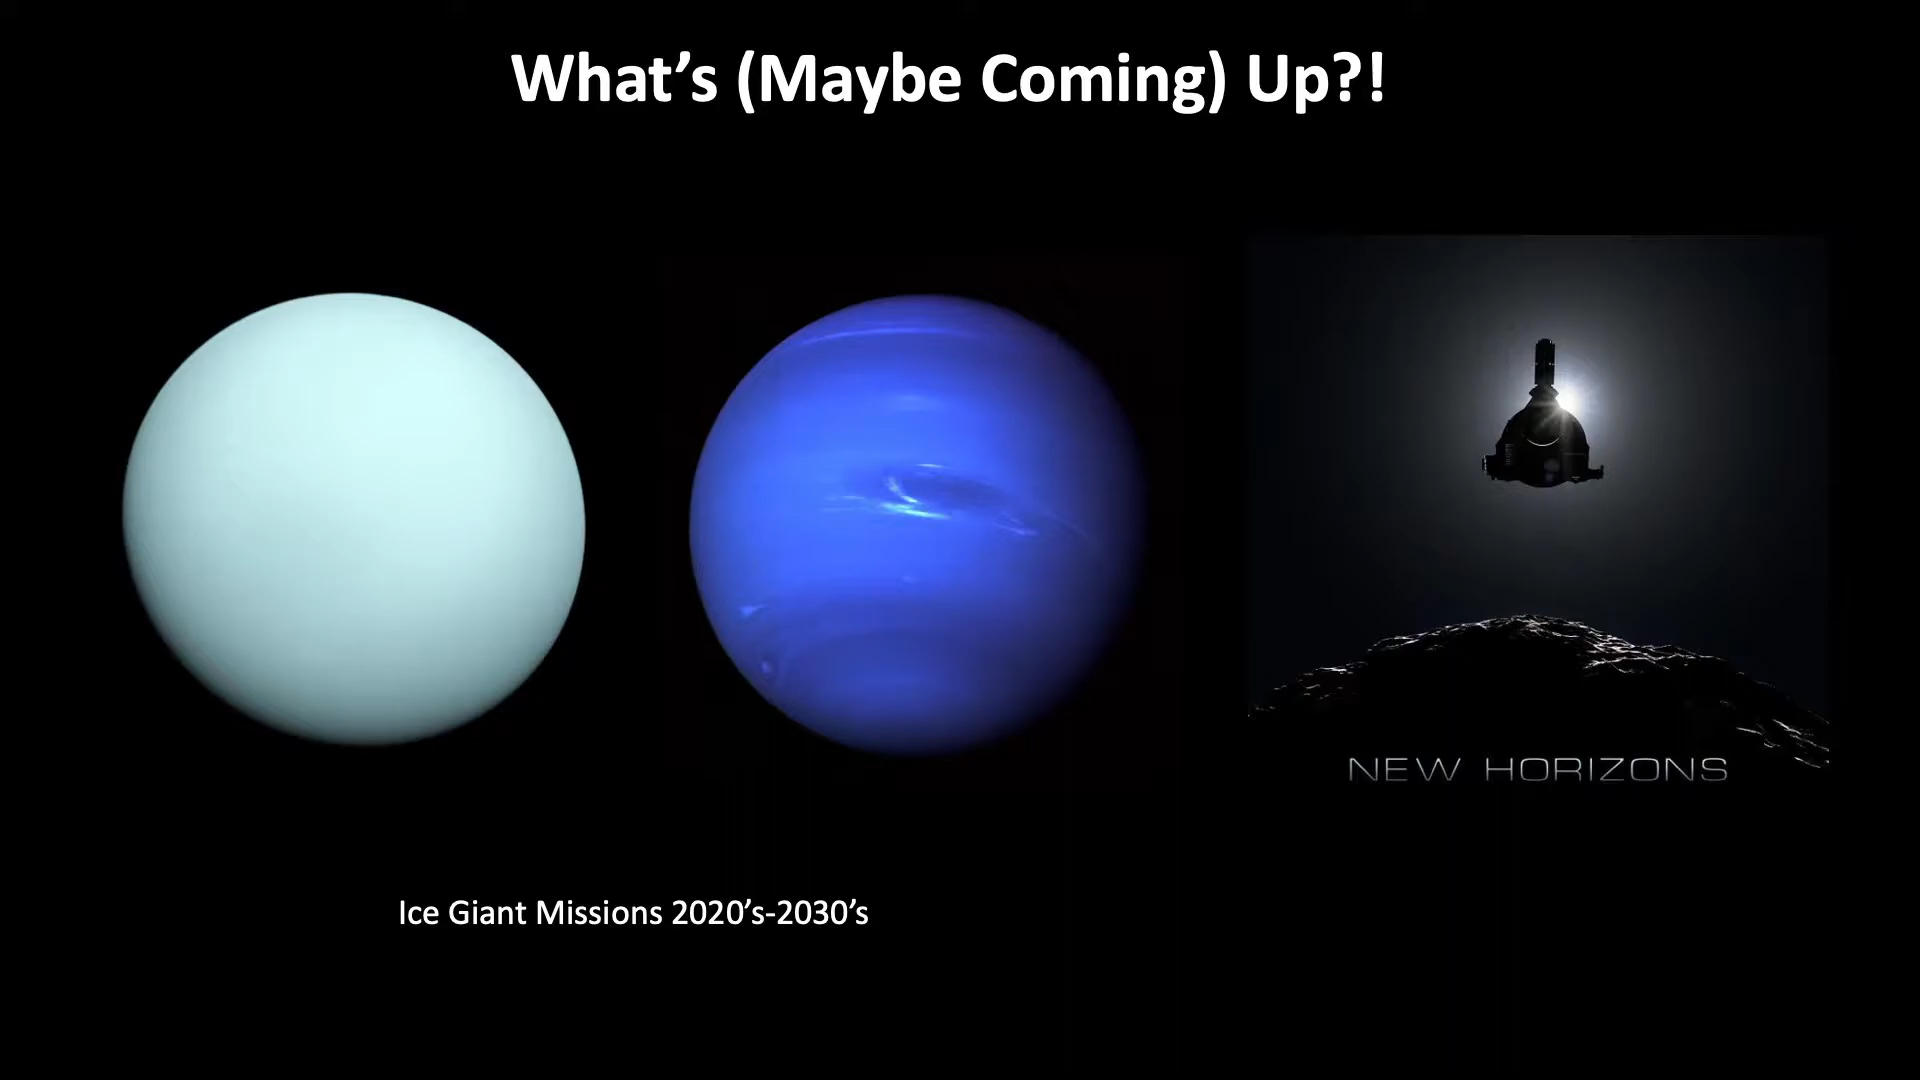 What’s (Maybe Coming) Up?!
NEW HORIZONS
Ice Giant Missions 2020’s-2030’s